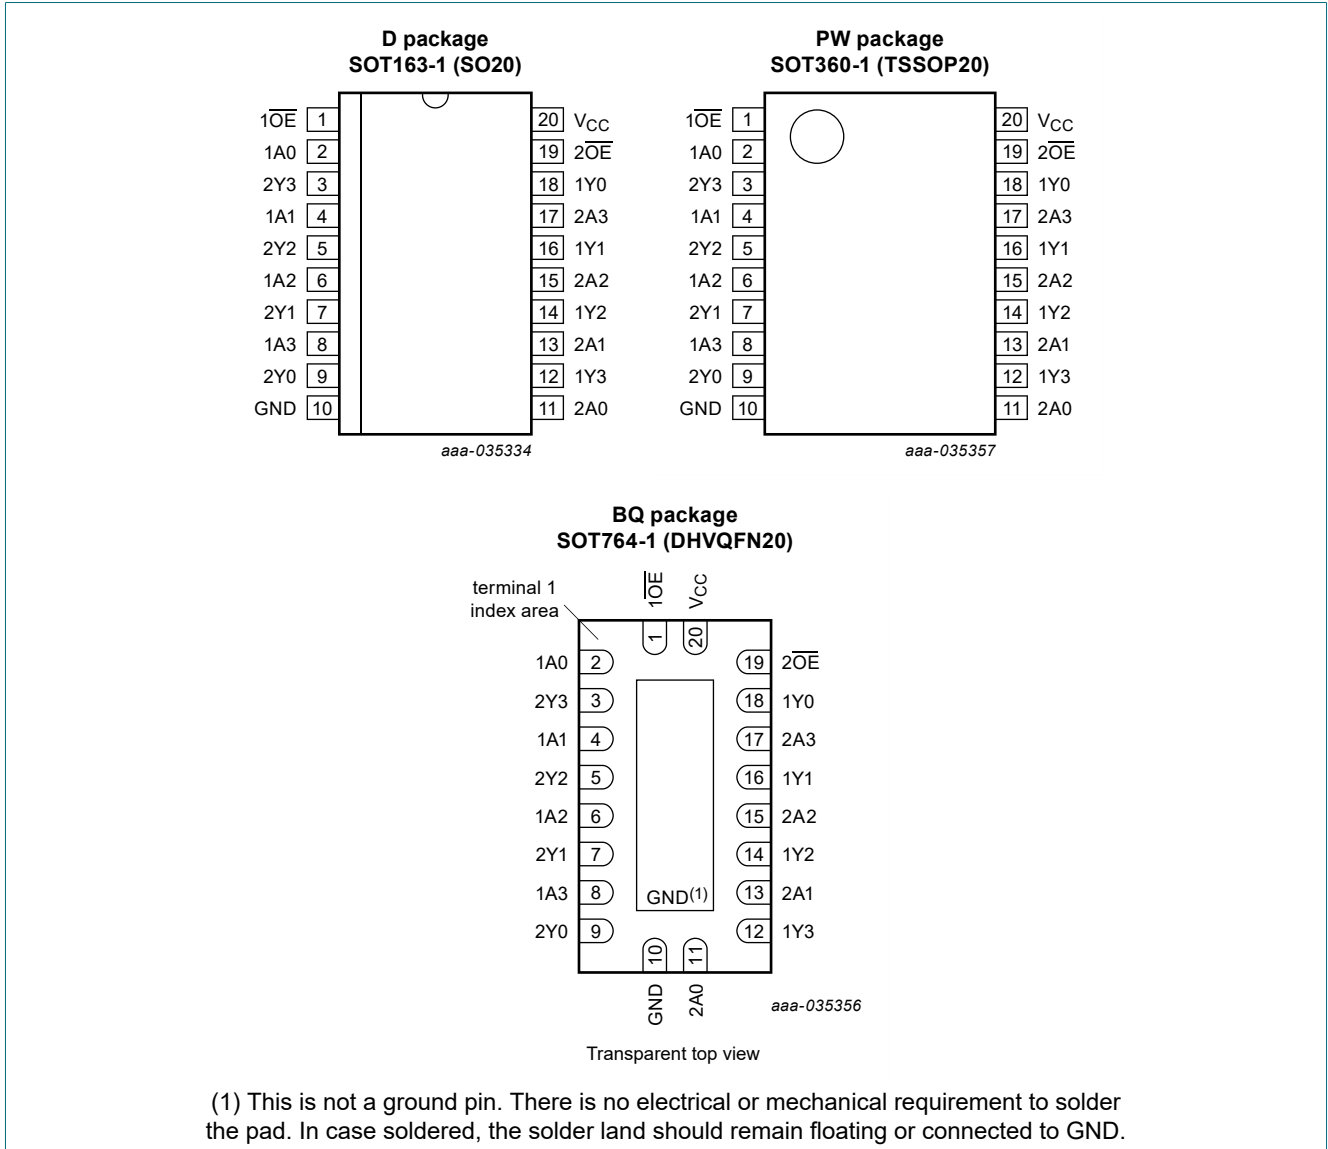 D package
SOT163-1 (SO20)
1O̅E̅ 1 20 VCC
1A0 2 19 2O̅E̅
2Y3 3 18 1Y0
1A1 4 17 2A3
2Y2 5 16 1Y1
1A2 6 15 2A2
2Y1 7 14 1Y2
1A3 8 13 2A1
2Y0 9 12 1Y3
GND 10 11 2A0
aaa-035334
PW package
SOT360-1 (TSSOP20)
1O̅E̅ 1 20 VCC
1A0 2 19 2O̅E̅
2Y3 3 18 1Y0
1A1 4 17 2A3
2Y2 5 16 1Y1
1A2 6 15 2A2
2Y1 7 14 1Y2
1A3 8 13 2A1
2Y0 9 12 1Y3
GND 10 11 2A0
aaa-035357
BQ package
SOT764-1 (DHVQFN20)
terminal 1
index area
1O̅E̅ VCC
1 20
1A0 2 19 2O̅E̅
2Y3 3 18 1Y0
1A1 4 17 2A3
2Y2 5 16 1Y1
1A2 6 15 2A2
2Y1 7 14 1Y2
1A3 8 GND(1) 13 2A1
2Y0 9 12 1Y3
10 11
GND 2A0
aaa-035356
Transparent top view
(1) This is not a ground pin. There is no electrical or mechanical requirement to solder
the pad. In case soldered, the solder land should remain floating or connected to GND.